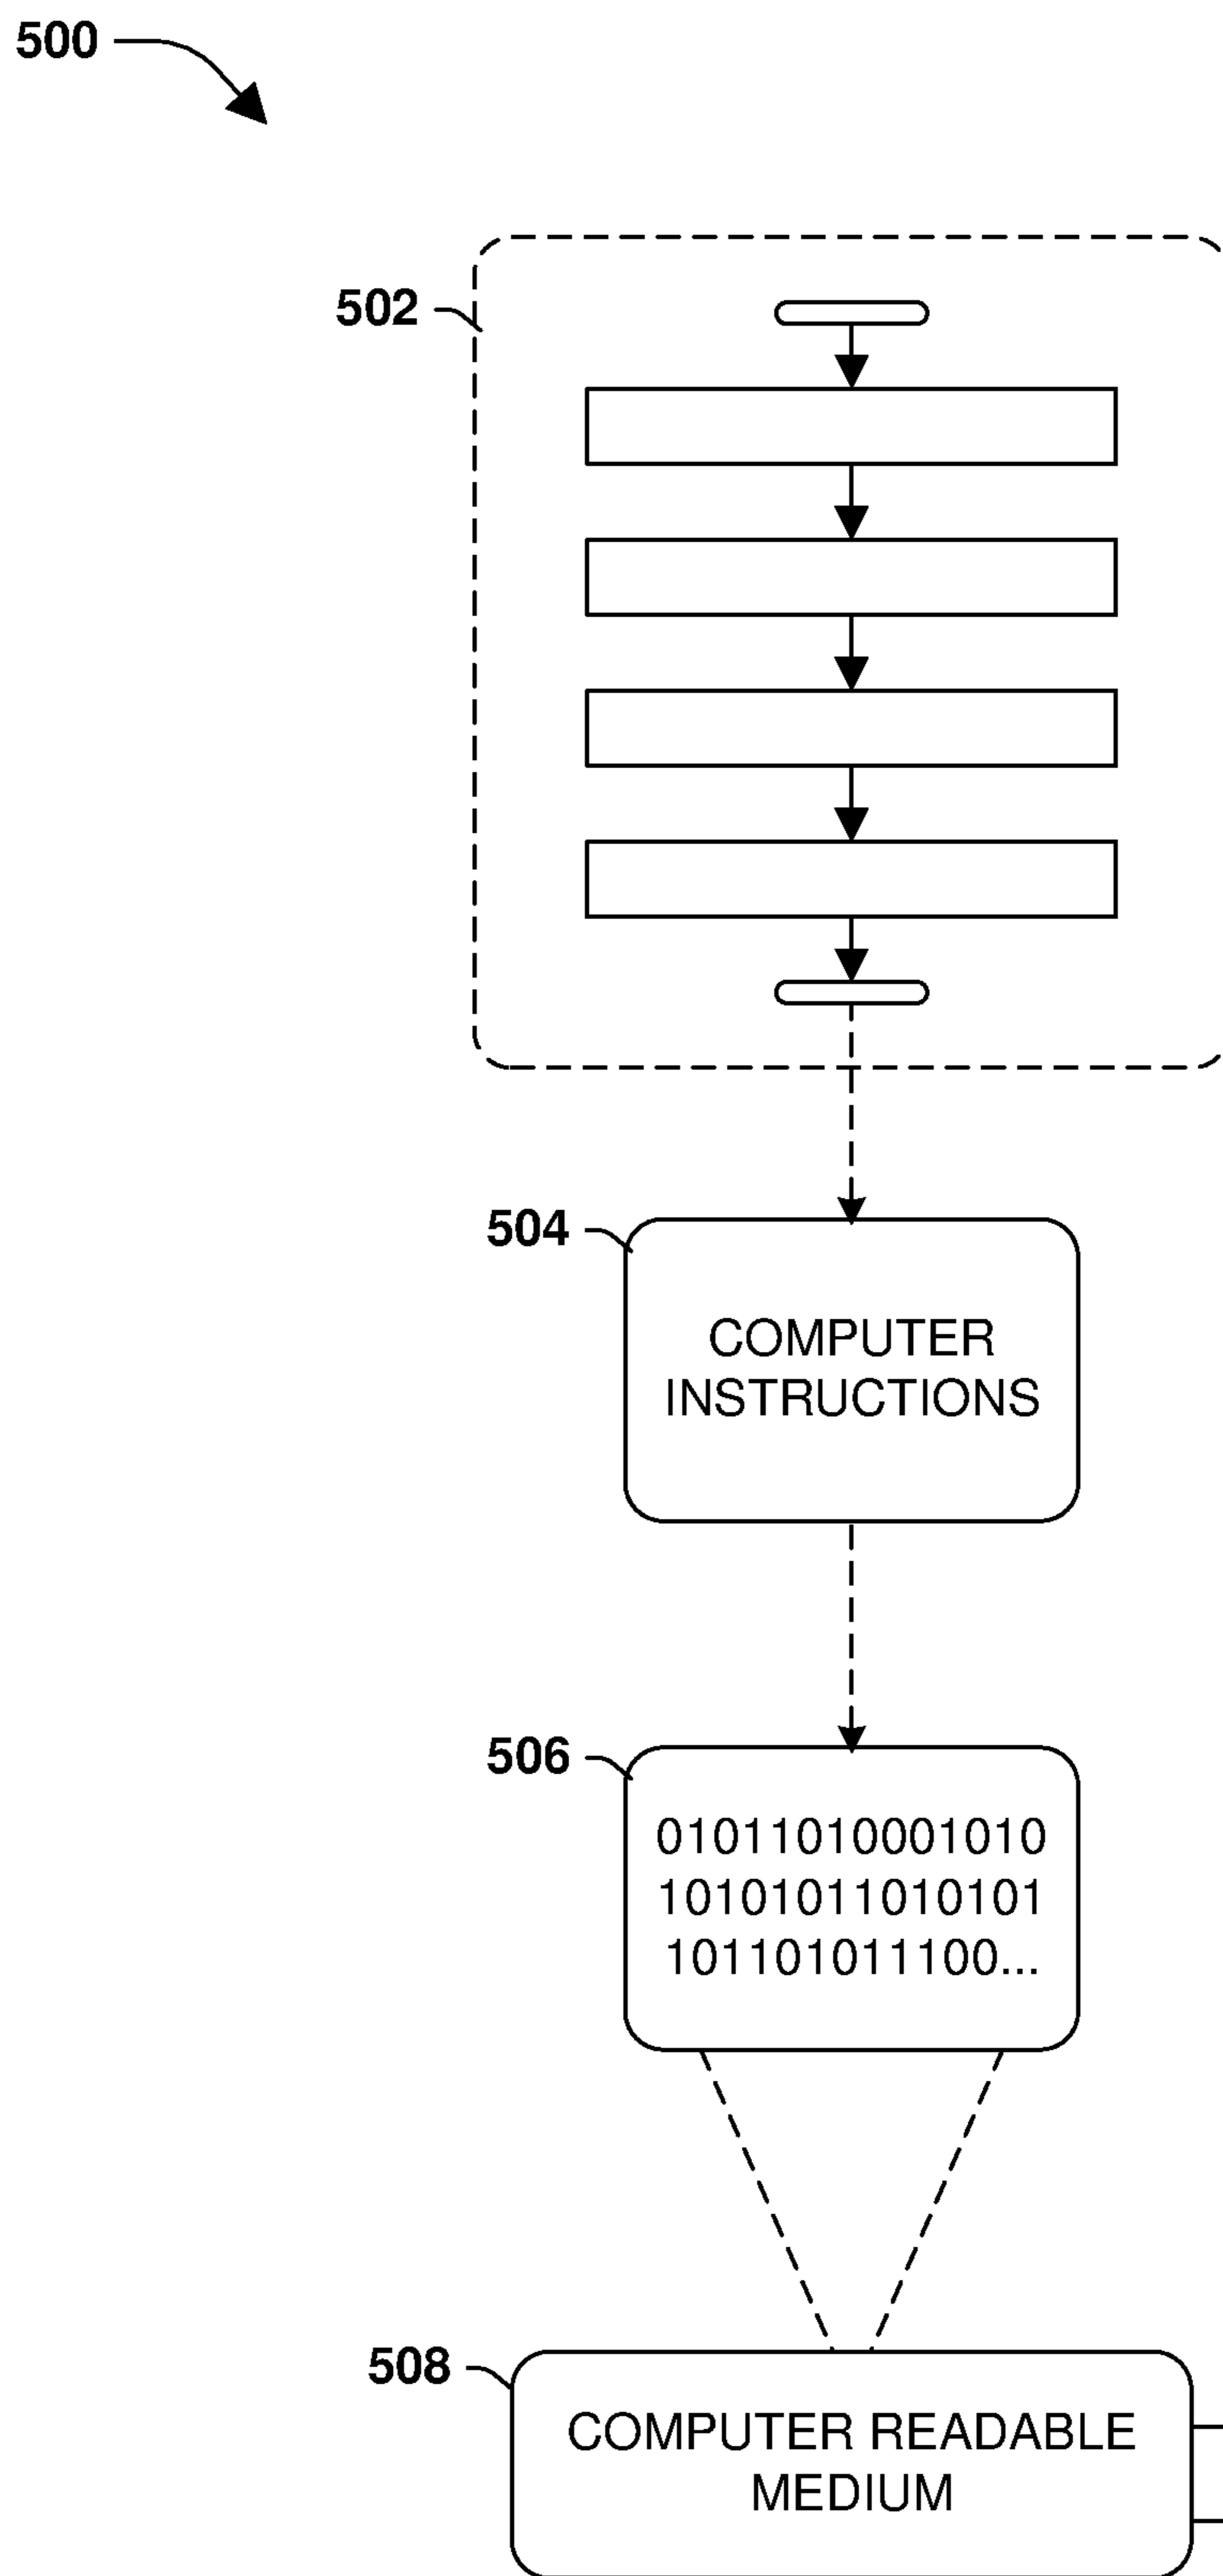 500
502
504
COMPUTER
INSTRUCTIONS
506
01011010001010
10101011010101
101101011100...
508
COMPUTER READABLE
MEDIUM